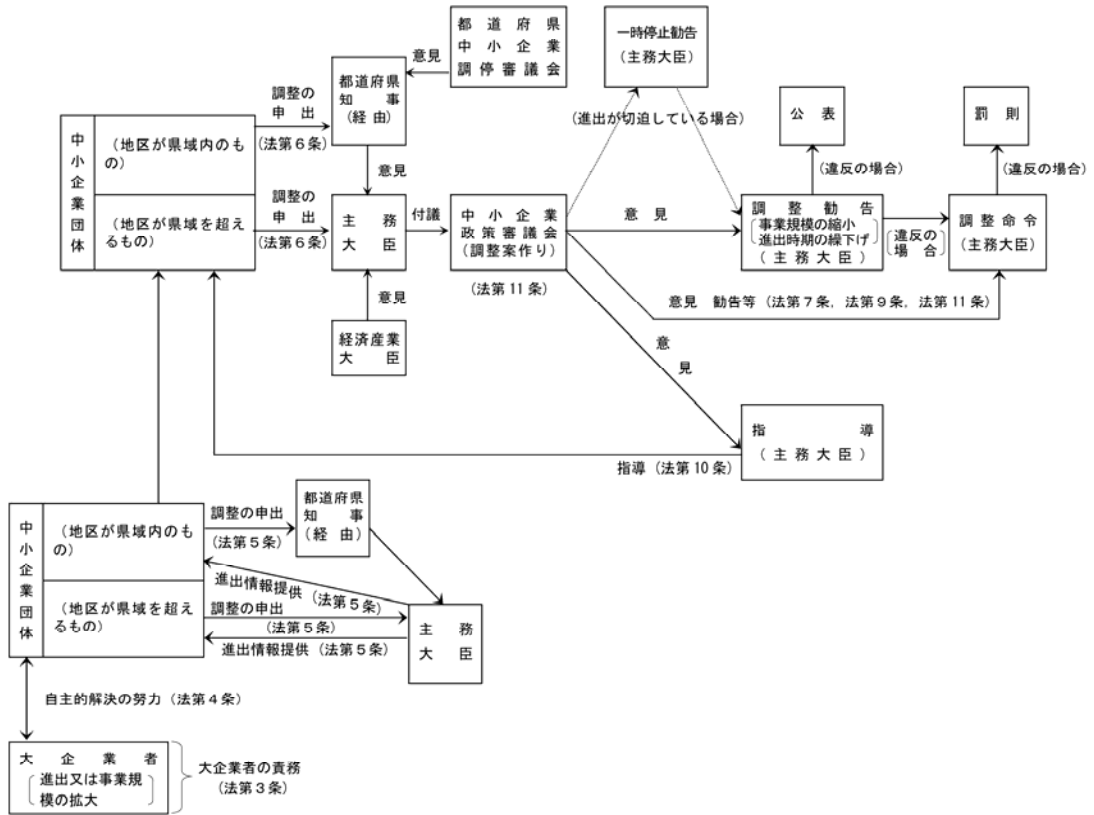 都道府県
中小企業
調停審議会
一時停止勧告
(主務大臣)
意見
都道府県
知事
(経由)
調整の
申出
(法第6条)
(進出が切迫している場合)
公表
罰則
(違反の場合)
(違反の場合)
中小企業団体
(地区が県域内のも
の)
(地区が県域を超え
るもの)
意見
調整の
申出
(法第6条)
主務
大臣
付議
中小企業
政策審議会
(調整案作り)
(法第11条)
意見
調整勧告
事業規模の縮小
進出時期の繰下げ
(主務大臣)
違反の
場合
調整命令
(主務大臣)
意見
経済産業
大臣
意見 勧告等(法第7条,法第9条,法第11条)
意
見
指導
(主務大臣)
指導(法第10条)
中小企業団体
(地区が県域内のも
の)
(地区が県域を超え
るもの)
調整の申出
(法第5条)
都道府県
知事
(経由)
進出情報提供(法第5条)
調整の申出
(法第5条)
進出情報提供(法第5条)
主務
大臣
自主的解決の努力(法第4条)
大企業者
進出又は事業規
模の拡大
大企業者の責務
(法第3条)